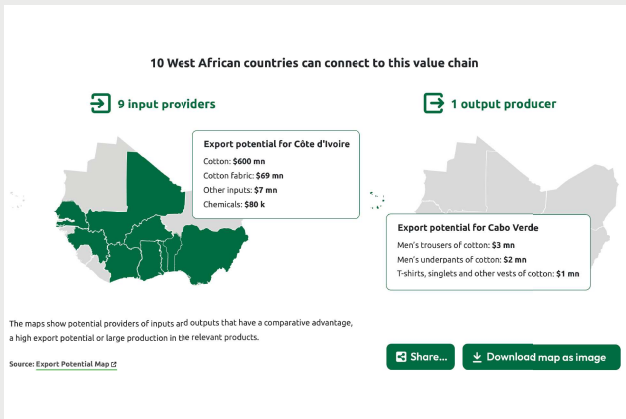 10 West African countries can connect to this value chain
9 input providers
1 output producer
Export potential for Côte d'Ivoire
Cotton: $600 mn
Cotton fabric: $69 mn
Other inputs: $7 mn
Chemicals: $80 k
Export potential for Cabo Verde
Men's trousers of cotton: $3 mn
Men's underpants of cotton: $2 mn
T-shirts, singlets and other vests of cotton: $1 mn
The maps show potential providers of inputs and outputs that have a comparative advantage,
a high export potential or large production in the relevant products.
Source: Export Potential Map
Share...
Download map as image